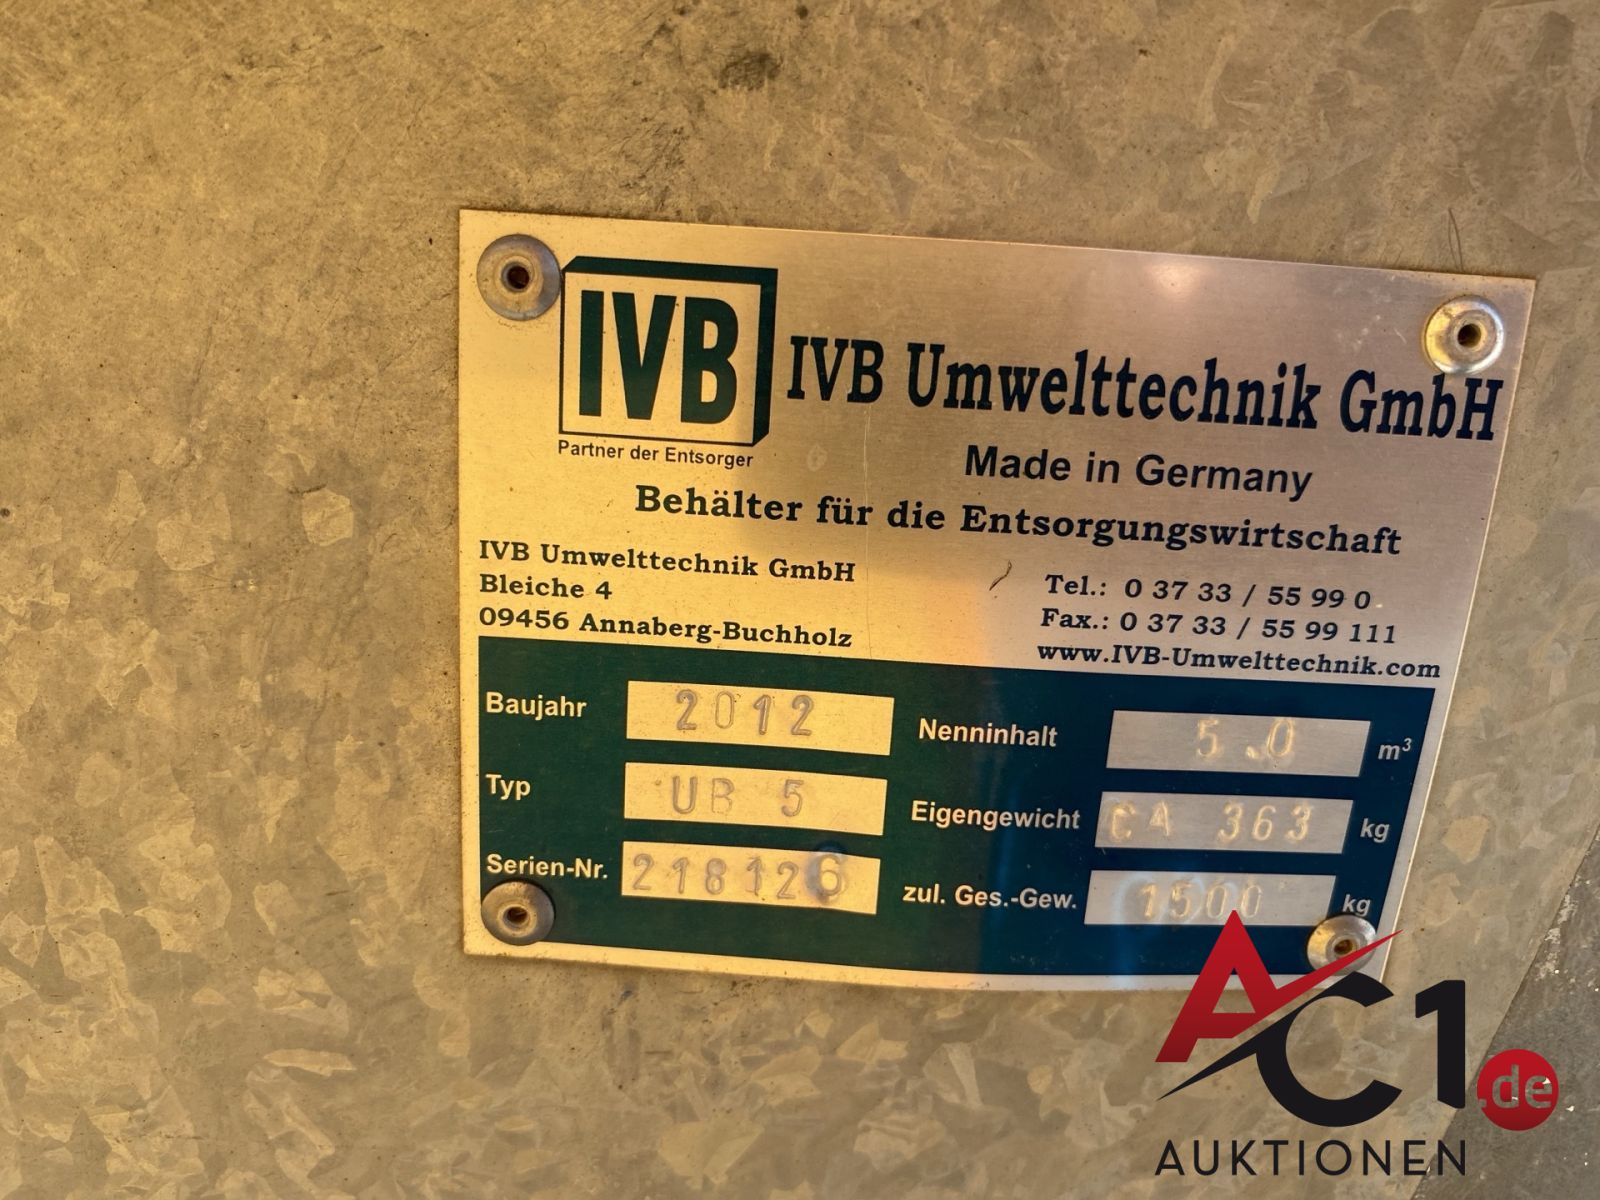 IVB
Partner der Entsorger
IVB Umwelttechnik GmbH
Made in Germany
Behälter für die Entsorgungswirtschaft
IVB Umwelttechnik GmbH
Bleiche 4
09456 Annaberg-Buchholz
Tel.: 0 37 33 / 55 99 0
Fax.: 0 37 33 / 55 99 111
www.IVB-Umwelttechnik.com
Baujahr 2012
Typ UB 5
Serien-Nr. 218126
Nenninhalt 5.0 m³
Eigengewicht CA 363 kg
zul. Ges.-Gew. 1500 kg
AC1.de
AUKTIONEN